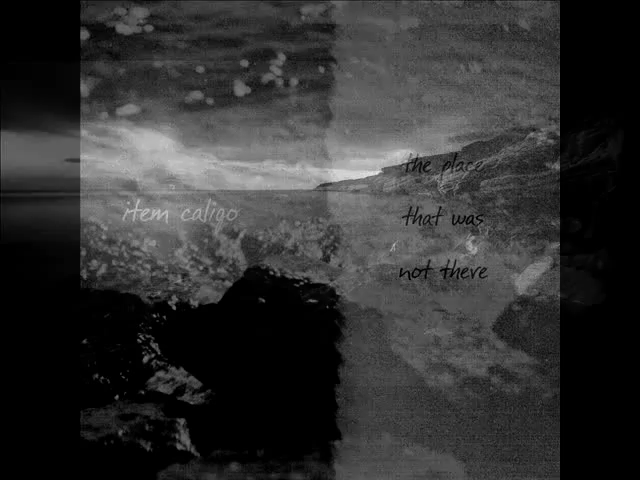 item caligo
the place
that was
not there